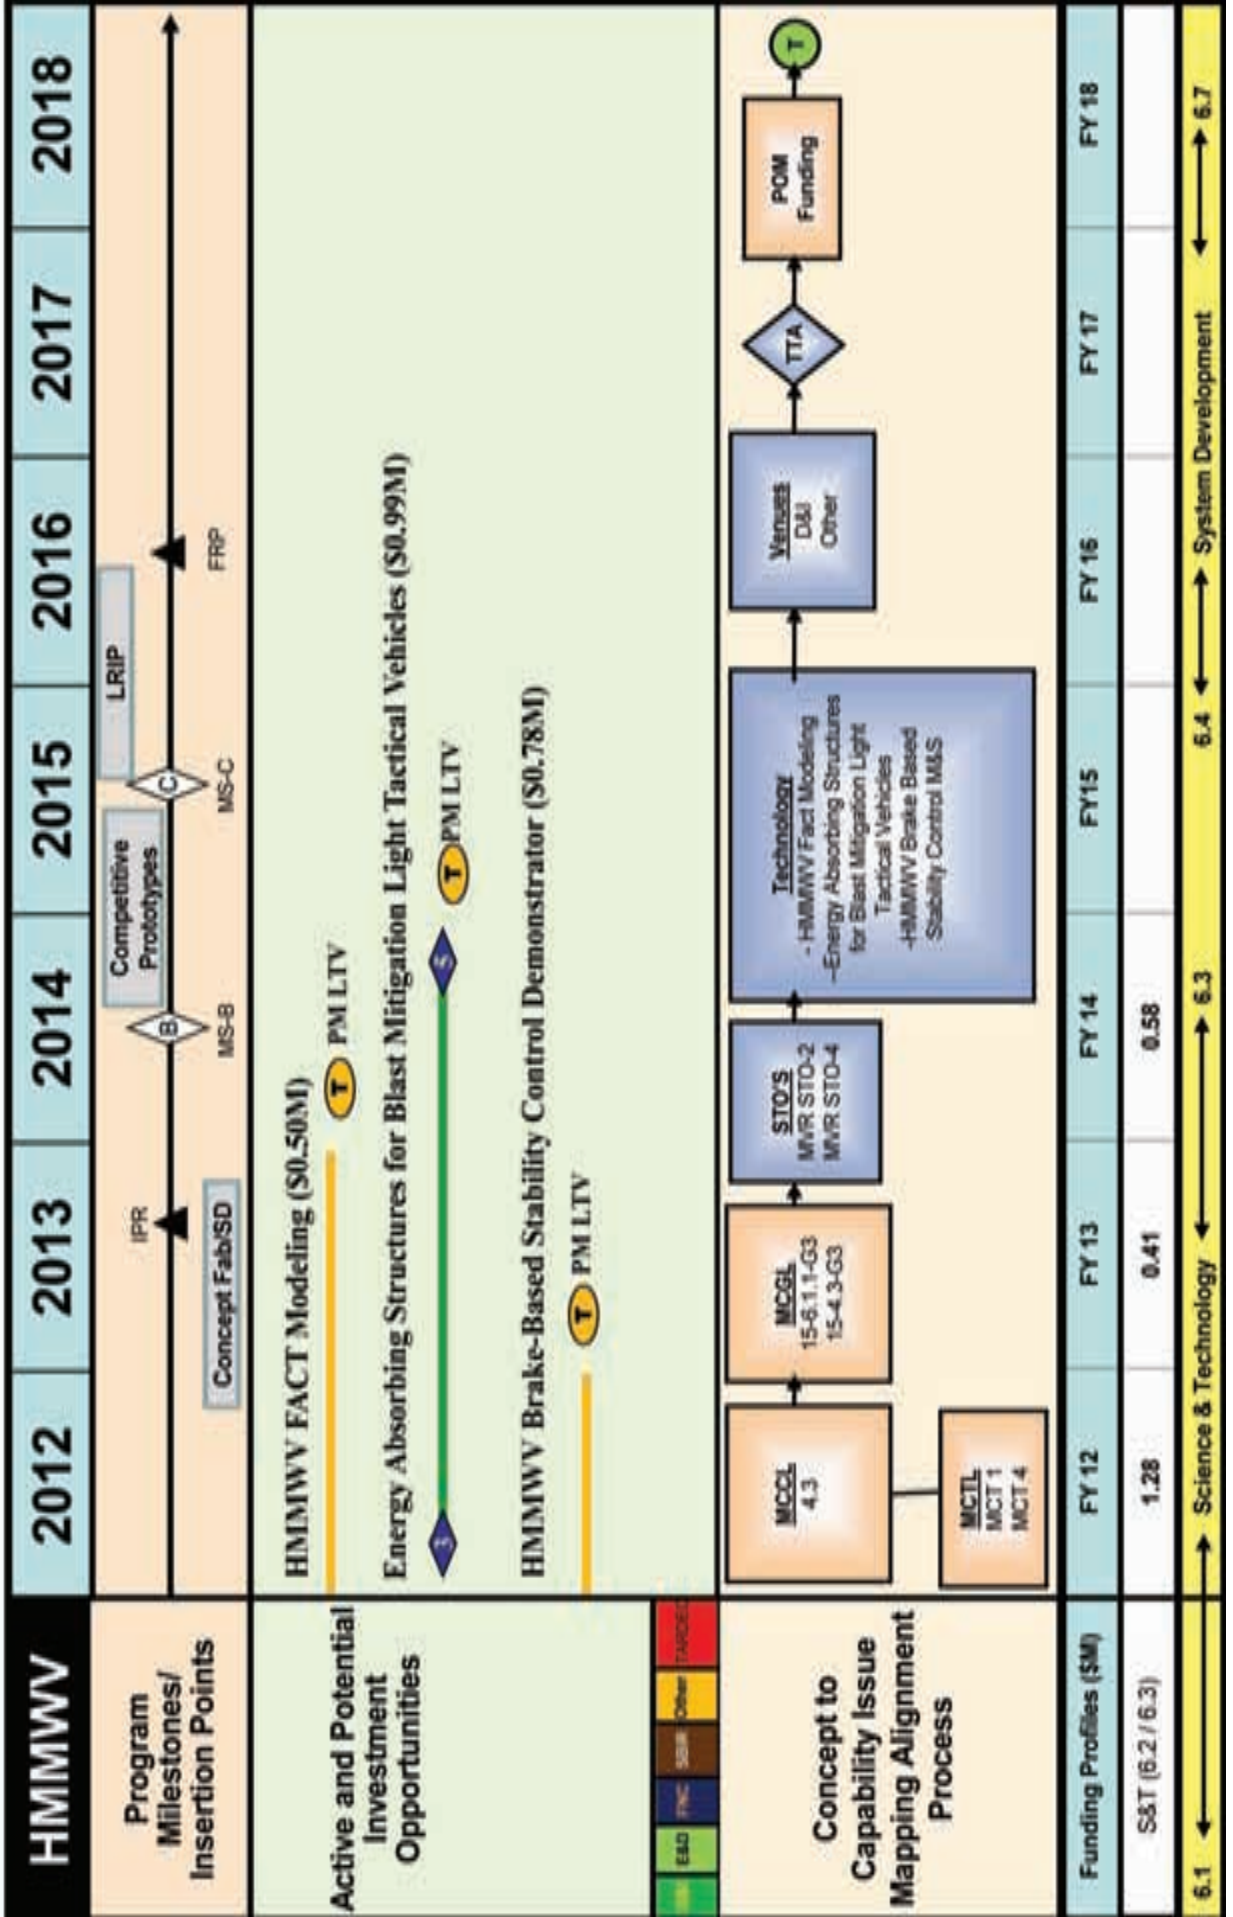 HMMWV
2012
2013
2014
2015
2016
2017
2018
Program
Milestones/
Insertion Points
IPR
Concept Fab/SD
B
MS-B
Competitive
Prototypes
C
MS-C
LRIP
FRP
Active and Potential
Investment
Opportunities
HMMWV FACT Modeling ($0.50M)
T PM LTV
Energy Absorbing Structures for Blast Mitigation Light Tactical Vehicles ($0.99M)
3
T PM LTV
HMMWV Brake-Based Stability Control Demonstrator ($0.78M)
T PM LTV
E&D
FNC
SBIR
Other
TARDEC
Concept to
Capability Issue
Mapping Alignment
Process
MCCL
4.3
MCTL
MCT 1
MCT 4
MCGL
15-6.1.1-G3
15-4.3-G3
STO'S
MVR STO-2
MVR STO-4
Technology
- HMMWV Fact Modeling
-Energy Absorbing Structures
for Blast Mitigation Light
Tactical Vehicles
-HMMWV Brake Based
Stability Control M&S
Venues
D&I
Other
TTA
POM
Funding
T
Funding Profiles ($M)
FY 12
FY 13
FY 14
FY15
FY 16
FY 17
FY 18
S&T (6.2 / 6.3)
1.28
0.41
0.58
6.1
Science & Technology
6.3
6.4
System Development
6.7